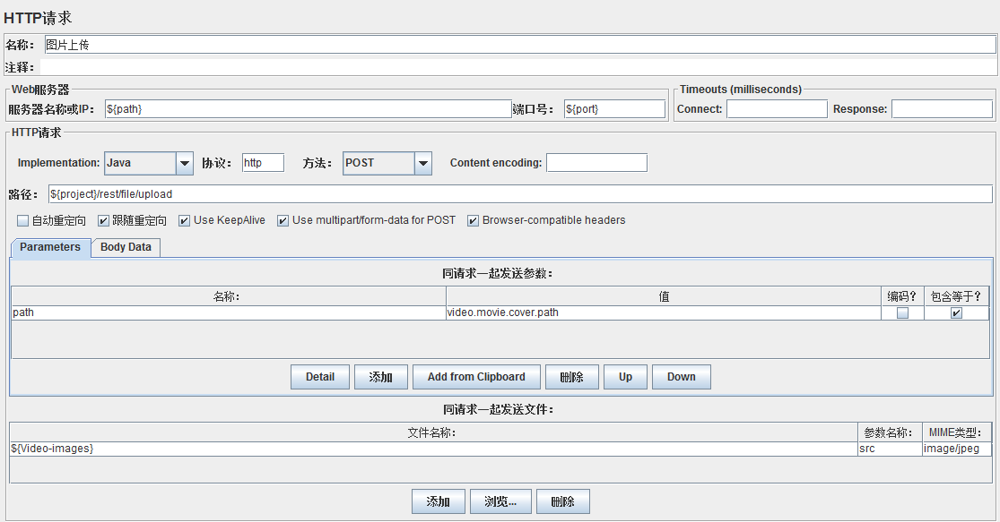 HTTP请求
名称： 图片上传
注释：
Web服务器 Timeouts (milliseconds)
服务器名称或IP： ${path} 端口号： ${port} Connect: Response:
HTTP请求
Implementation: Java 协议： http 方法： POST Content encoding:
路径： ${project}/rest/file/upload
自动重定向 跟随重定向 Use KeepAlive Use multipart/form-data for POST Browser-compatible headers
Parameters Body Data
同请求一起发送参数：
名称： 值 编码？ 包含等于？
path video.movie.cover.path
Detail 添加 Add from Clipboard 删除 Up Down
同请求一起发送文件：
文件名称： 参数名称： MIME类型：
${Video-images} src image/jpeg
添加 浏览... 删除